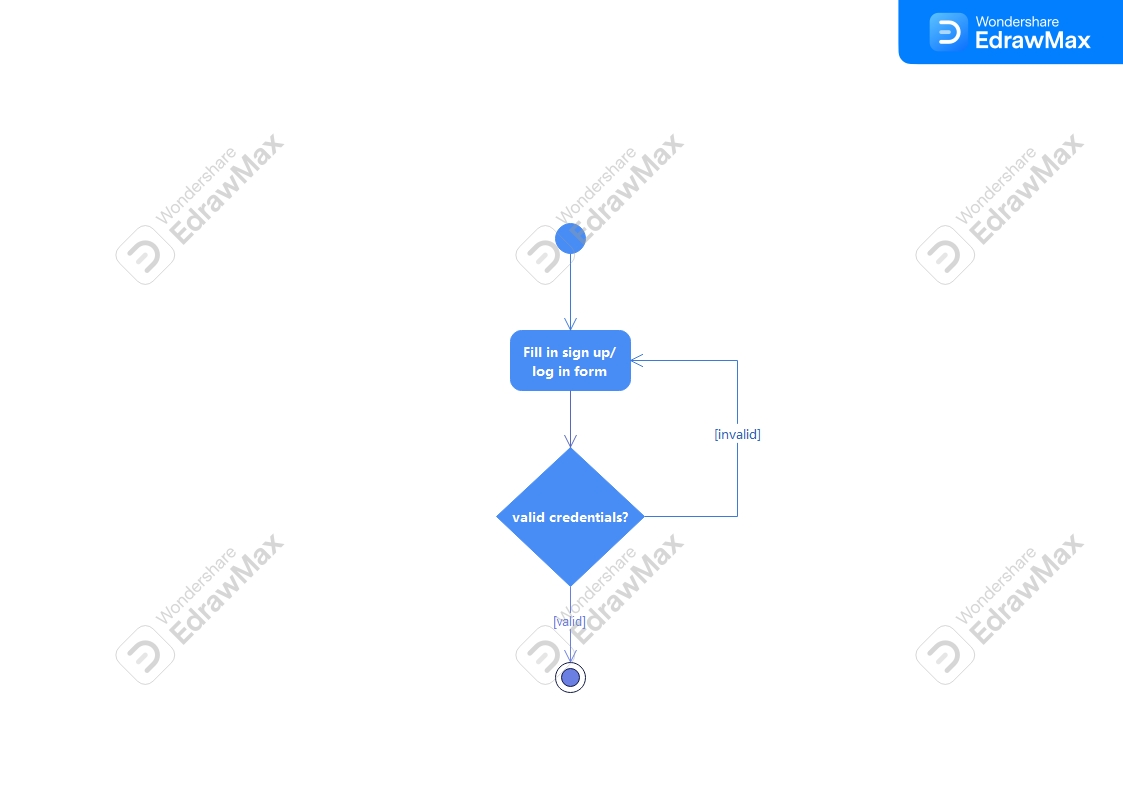 Wondershare
EdrawMax
Wondershare
EdrawMax
Wondershare
EdrawMax
Wondershare
EdrawMax
Fill in sign up/
log in form
[invalid]
valid credentials?
Wondershare
EdrawMax
Wondershare
EdrawMax
Wondershare
EdrawMax
[valid]